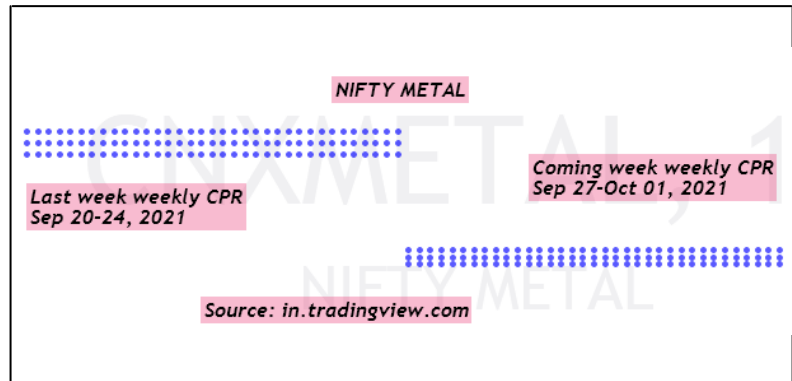 NIFTY METAL
CNXMETAL, 1
Coming week weekly CPR
Sep 27-Oct 01, 2021
Last week weekly CPR
Sep 20-24, 2021
NIFTY METAL
Source: in.tradingview.com